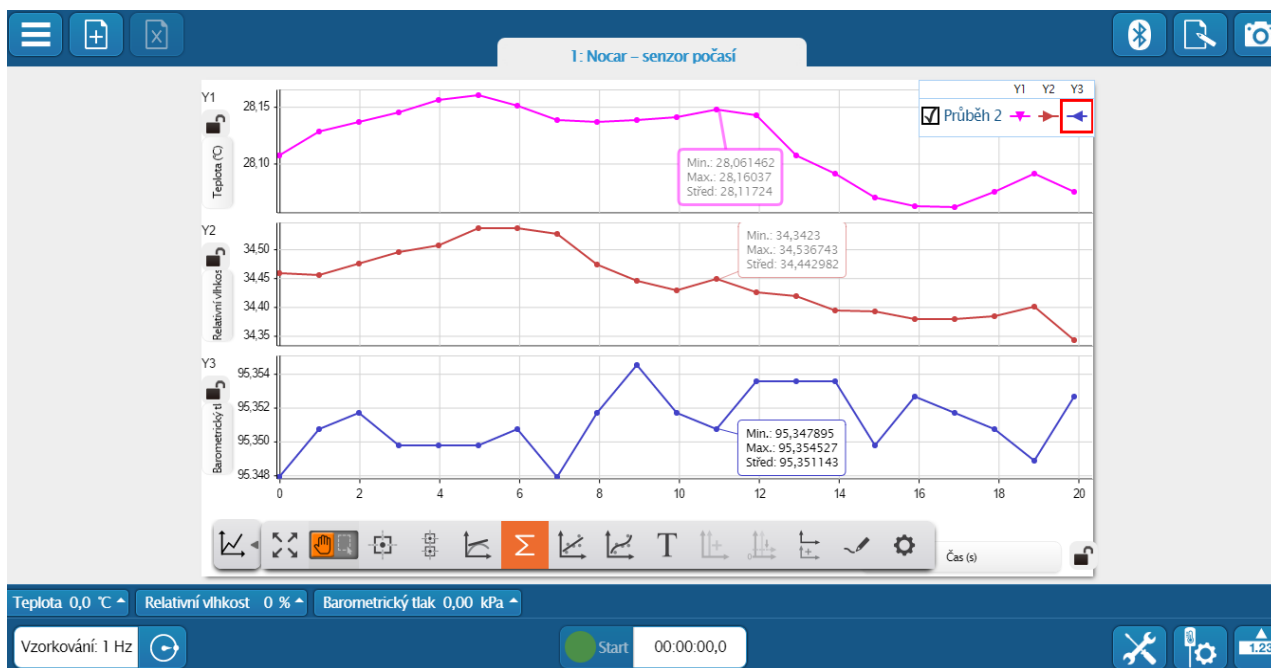 1: Nocar – senzor počasí
Y1 Y2 Y3
Průběh 2
Y1
28,15
28,10
Teplota (°C)
Min.: 28,061462
Max.: 28,16037
Střed: 28,11724
Y2
34,50
34,45
34,40
34,35
Relativní vlhkos
Min.: 34,3423
Max.: 34,536743
Střed: 34,442982
Y3
95,354
95,352
95,350
95,348
Barometrický tl
Min.: 95,347895
Max.: 95,354527
Střed: 95,351143
0 2 4 6 8 10 12 14 16 18 20
Σ T
Čas (s)
Teplota 0,0 °C Relativní vlhkost 0 % Barometrický tlak 0,00 kPa
Vzorkování: 1 Hz Start 00:00:00,0 1.23